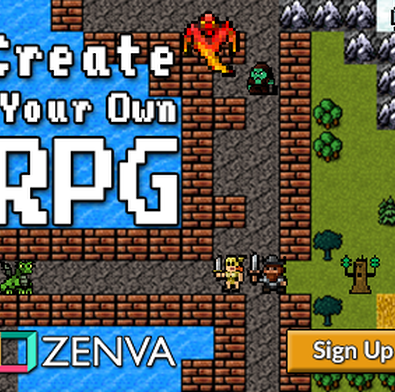 Create
Your Own
RPG
ZENVA
Sign Up